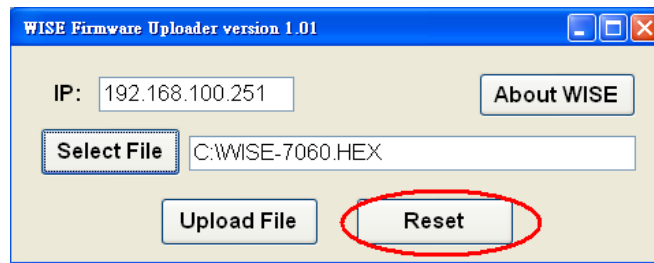 WISE Firmware Uploader version 1.01
IP: 192.168.100.251 About WISE
Select File C:\WISE-7060.HEX
Upload File Reset